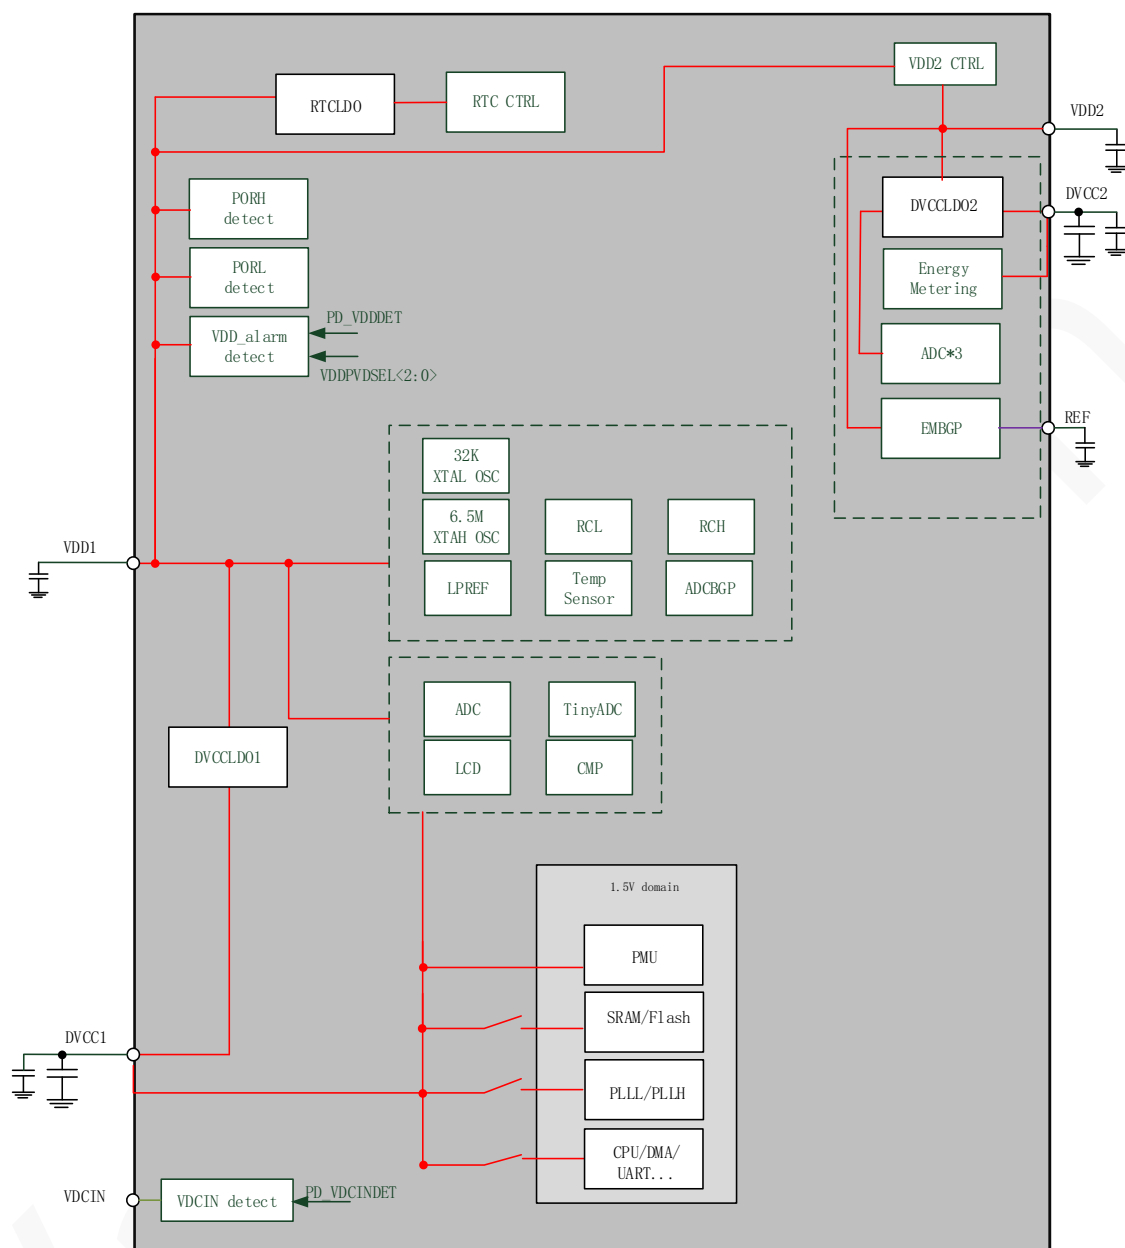 VDD2 CTRL
RTCLDO
RTC CTRL
VDD2
PORH
detect
DVCCLDO2
DVCC2
PORL
detect
Energy
Metering
PD_VDDDET
VDD_alarm
detect
VDDPVDSEL<2:0>
ADC*3
EMBGP
REF
32K
XTAL OSC
6.5M
XTAH OSC
RCL
RCH
VDD1
LPREF
Temp
Sensor
ADCBGP
ADC
TinyADC
DVCCLDO1
LCD
CMP
1.5V domain
PMU
SRAM/Flash
DVCC1
PLLL/PLLH
CPU/DMA/
UART...
VDCIN
VDCIN detect
PD_VDCINDET